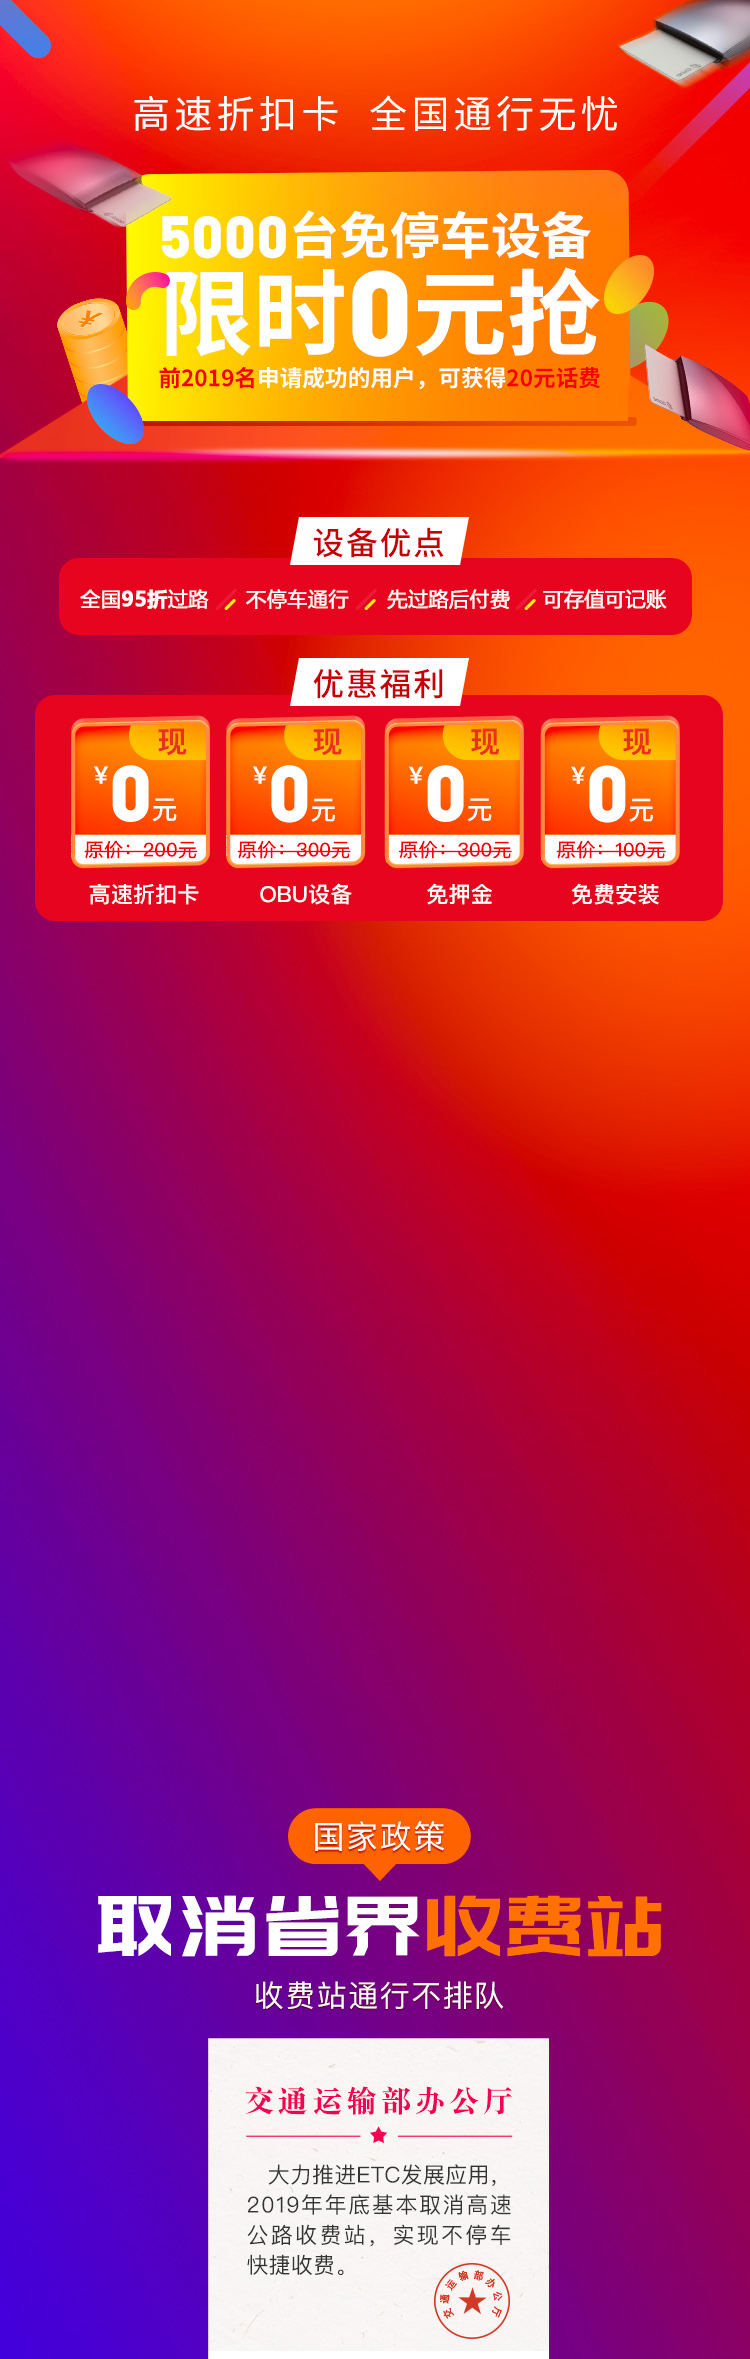 高速折扣卡 全国通行无忧
5000台免停车设备
限时0元抢
前2019名申请成功的用户，可获得20元话费
设备优点
全国95折过路 不停车通行 先过路后付费 可存值可记账
优惠福利
现 现 现 现
¥0元 ¥0元 ¥0元 ¥0元
原价：200元 原价：300元 原价：300元 原价：100元
高速折扣卡 OBU设备 免押金 免费安装
国家政策
取消省界收费站
收费站通行不排队
交通运输部办公厅
大力推进ETC发展应用，
2019年年底基本取消高速
公路收费站，实现不停车
快捷收费。
交通运输部办公厅